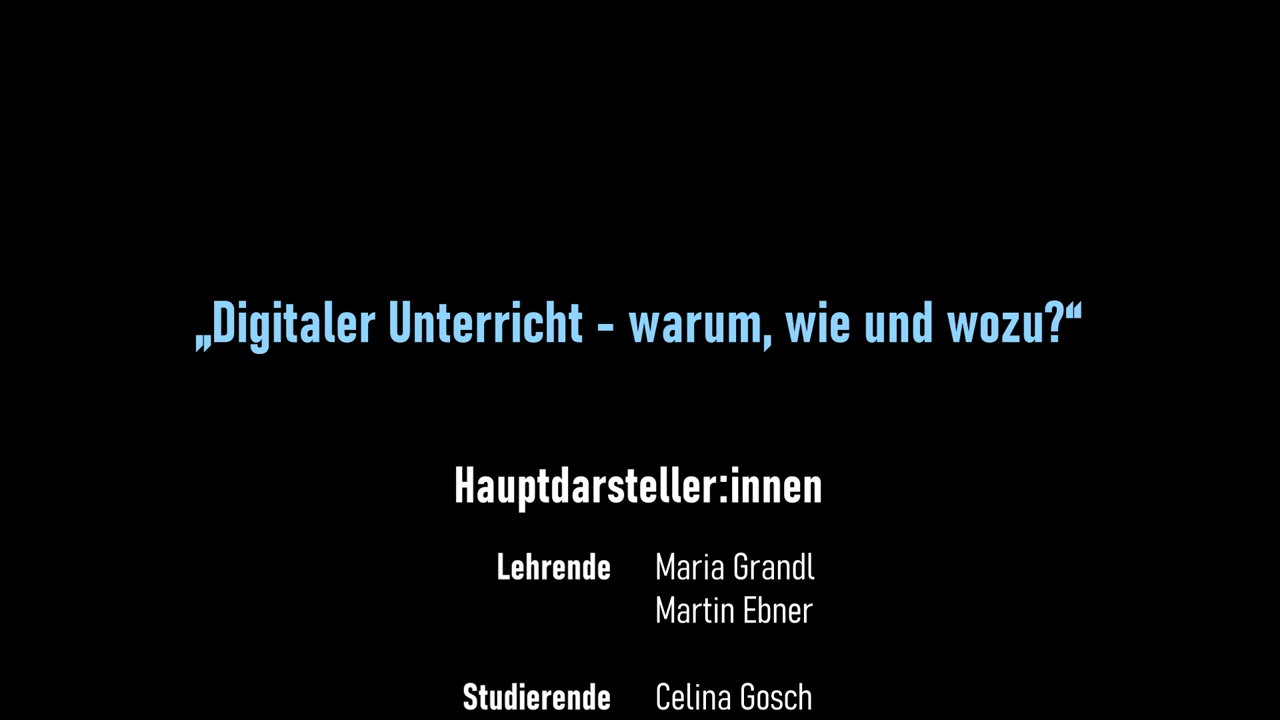 „Digitaler Unterricht - warum, wie und wozu?“
Hauptdarsteller:innen
Lehrende Maria Grandl
Martin Ebner
Studierende Celina Gosch